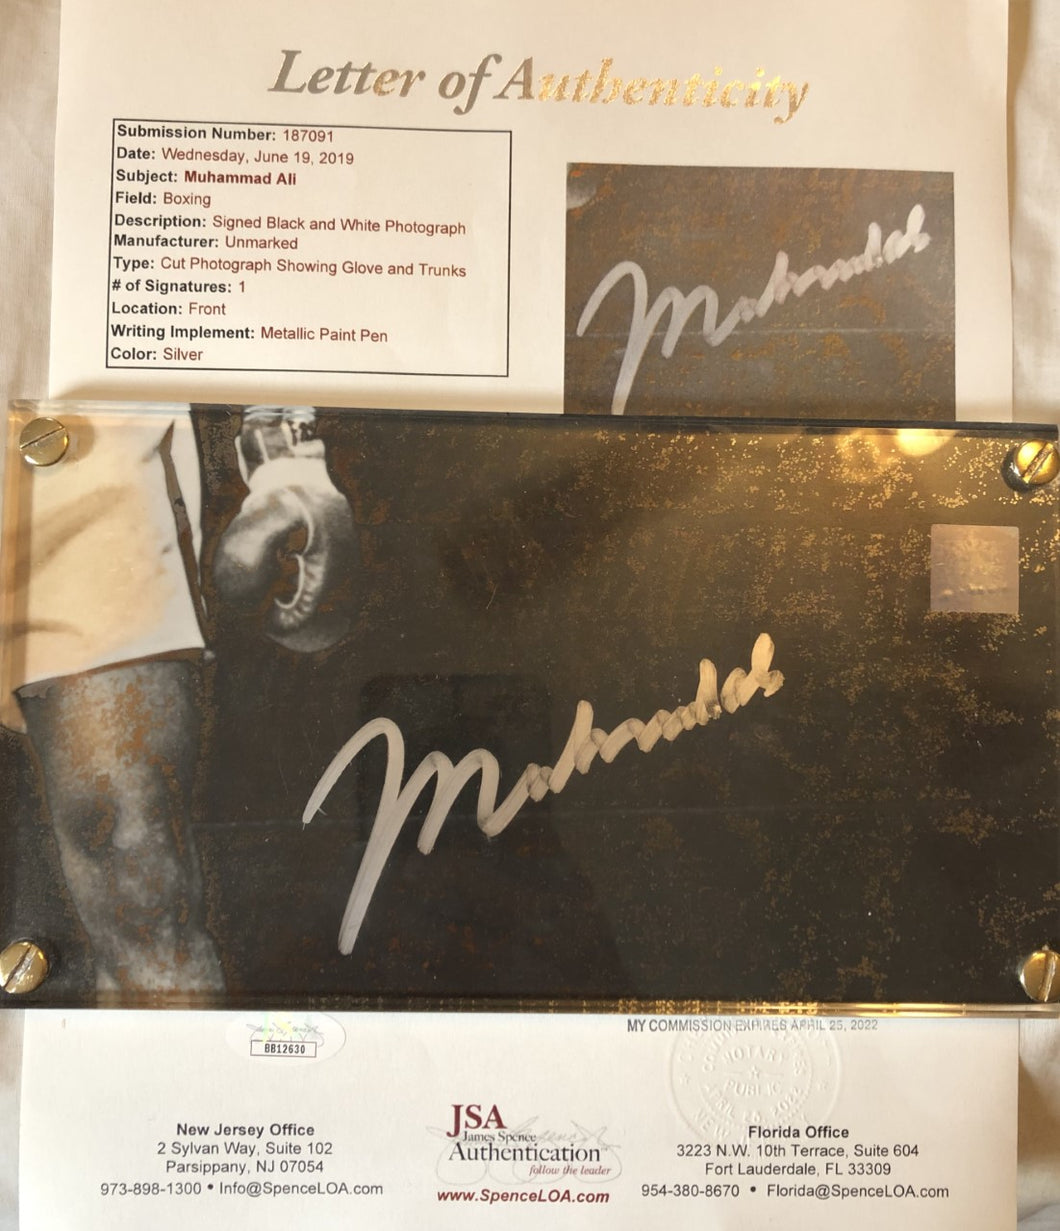 Letter of Authenticity
Submission Number: 187091
Date: Wednesday, June 19, 2019
Subject: Muhammad Ali
Field: Boxing
Description: Signed Black and White Photograph
Manufacturer: Unmarked
Type: Cut Photograph Showing Glove and Trunks
# of Signatures: 1
Location: Front
Writing Implement: Metallic Paint Pen
Color: Silver
Muhammad
Muhammad
MY COMMISSION EXPIRES APRIL 25, 2022
BB12630
NOTARY
PUBLIC
New Jersey Office
2 Sylvan Way, Suite 102
Parsippany, NJ 07054
973-898-1300 • Info@SpenceLOA.com
JSA
James Spence
Authentication™
follow the leader
www.SpenceLOA.com
Florida Office
3223 N.W. 10th Terrace, Suite 604
Fort Lauderdale, FL 33309
954-380-8670 • Florida@SpenceLOA.com